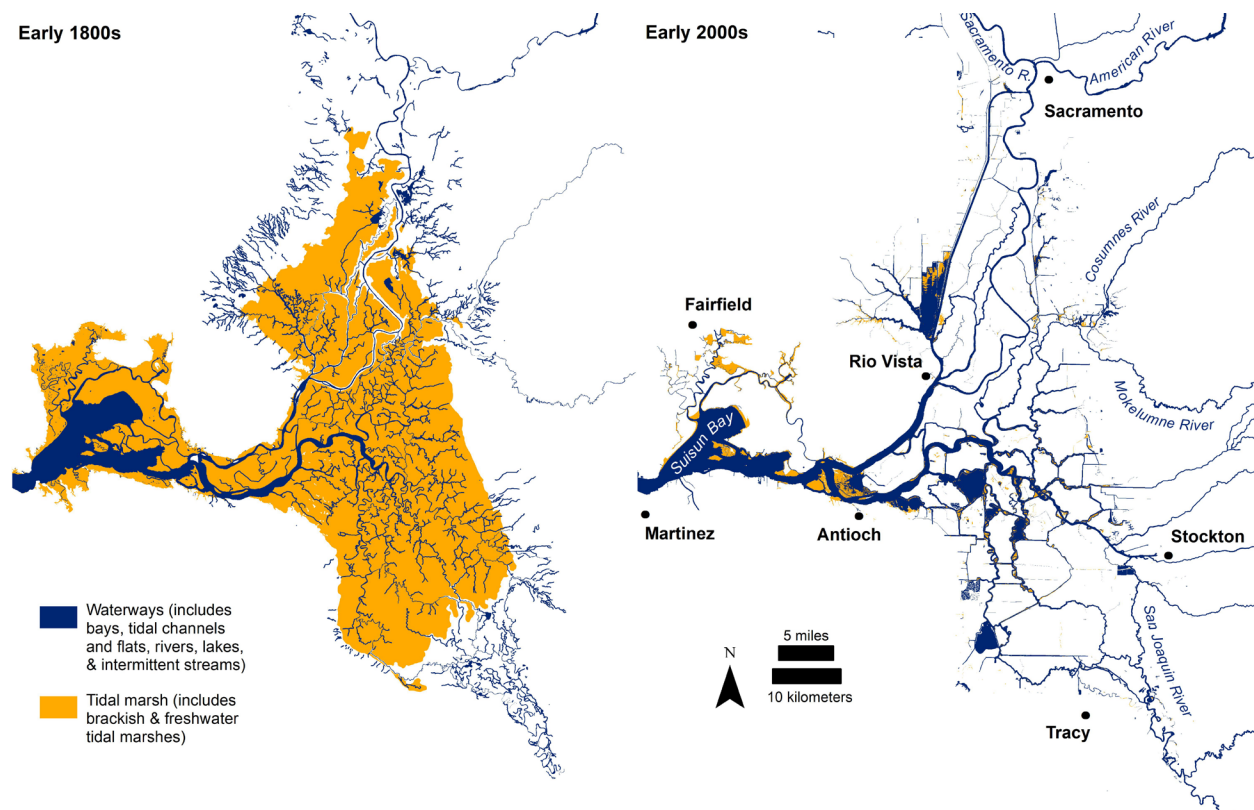 Early 1800s
Waterways (includes
bays, tidal channels
and flats, rivers, lakes,
& intermittent streams)
Tidal marsh (includes
brackish & freshwater
tidal marshes)
Early 2000s
Sacramento R.
American River
Sacramento
Cosumnes River
Fairfield
Rio Vista
Mokelumne River
Suisun Bay
Martinez
Antioch
Stockton
San Joaquin River
N
5 miles
10 kilometers
Tracy